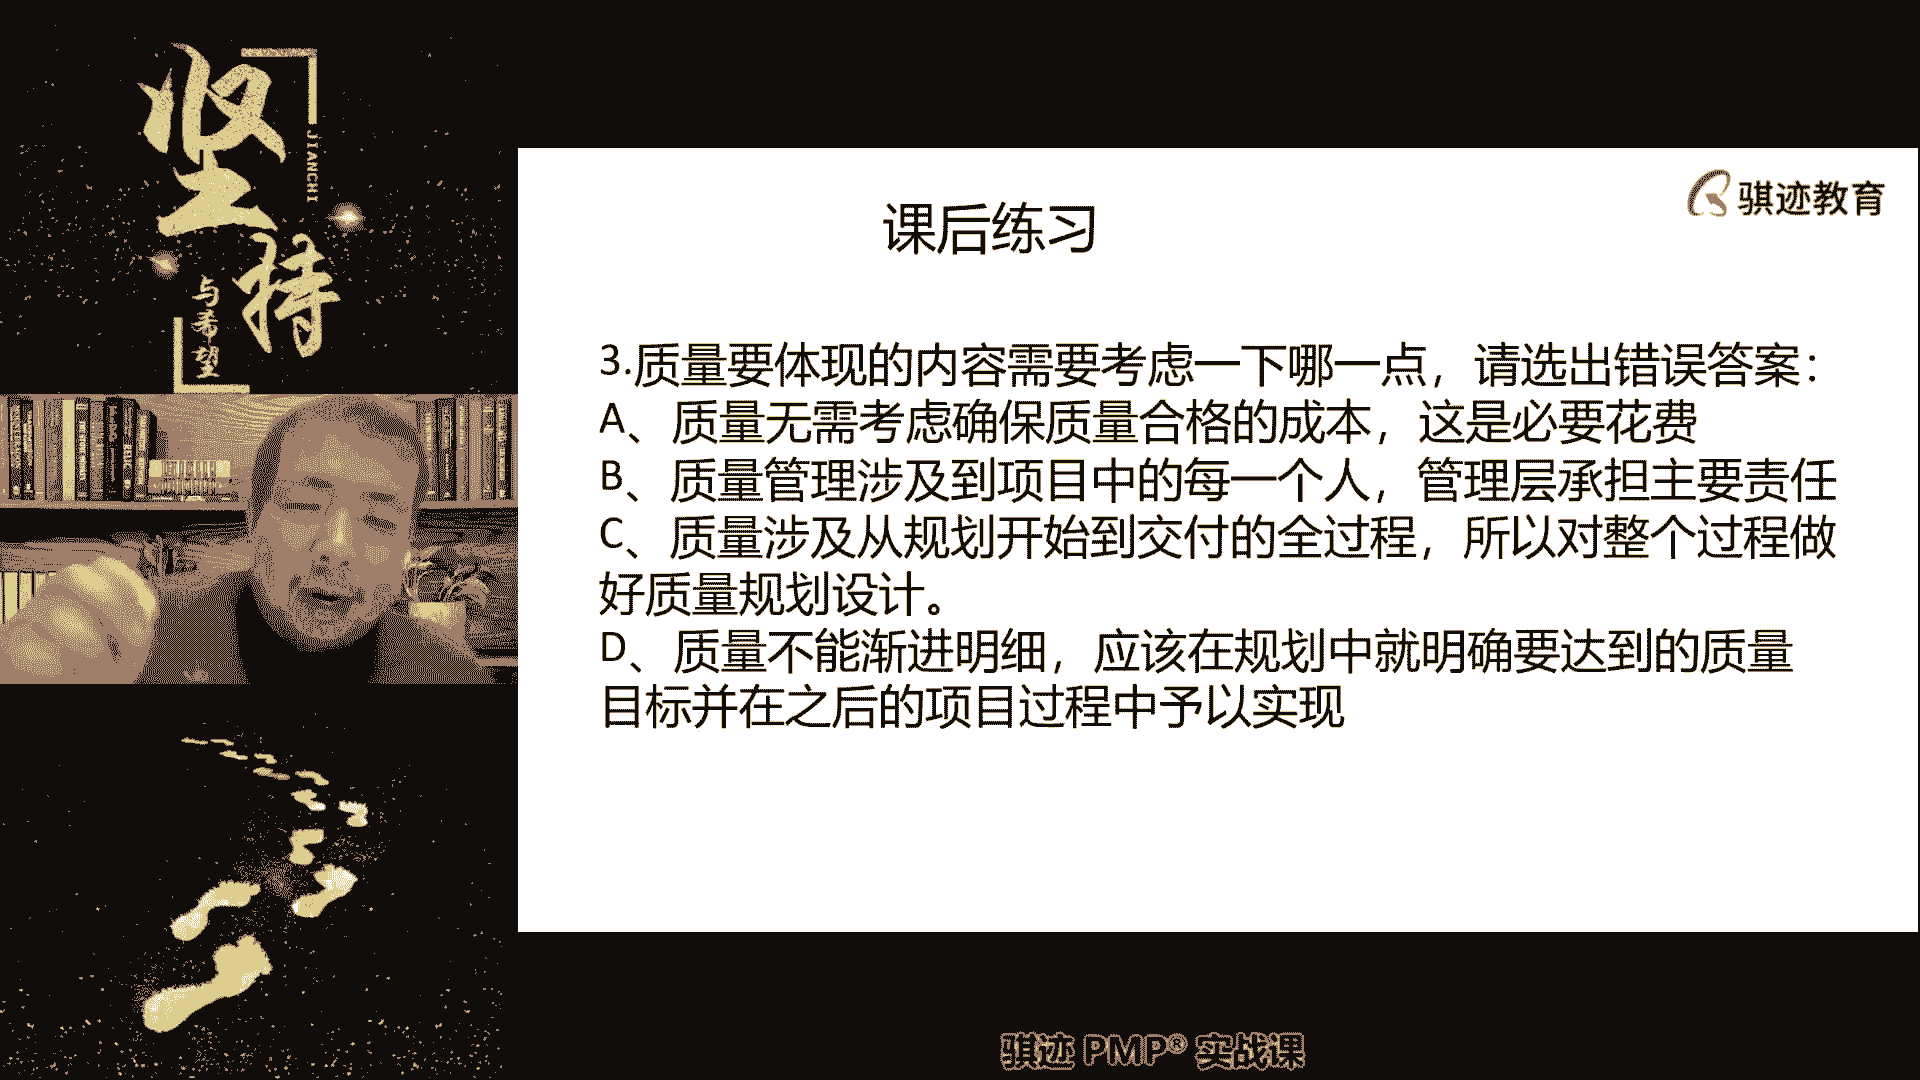 坚持
JIANCHI
与希望
骐迹教育
课后练习
3.质量要体现的内容需要考虑一下哪一点，请选出错误答案：
A、质量无需考虑确保质量合格的成本，这是必要花费
B、质量管理涉及到项目中的每一个人，管理层承担主要责任
C、质量涉及从规划开始到交付的全过程，所以对整个过程做
好质量规划设计。
D、质量不能渐进明细，应该在规划中就明确要达到的质量
目标并在之后的项目过程中予以实现
骐迹 PMP® 实战课